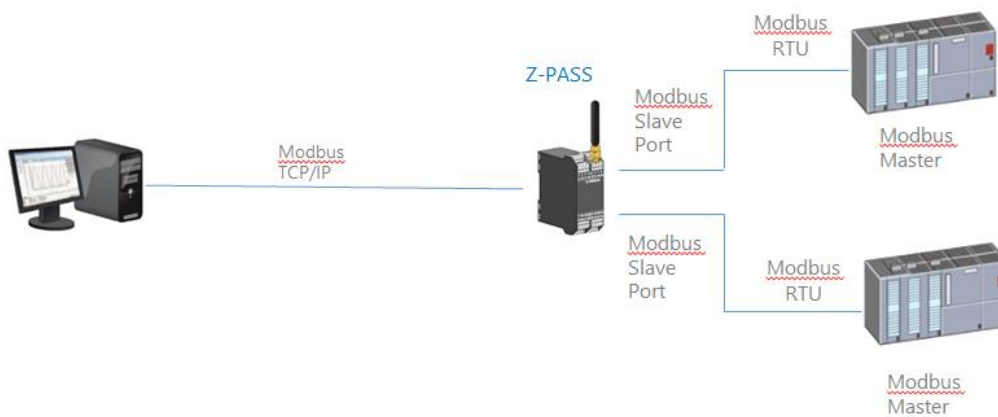 Modbus
RTU
Z-PASS
Modbus
Slave
Port
Modbus
Master
Modbus
TCP/IP
Modbus
Slave
Port
Modbus
RTU
Modbus
Master